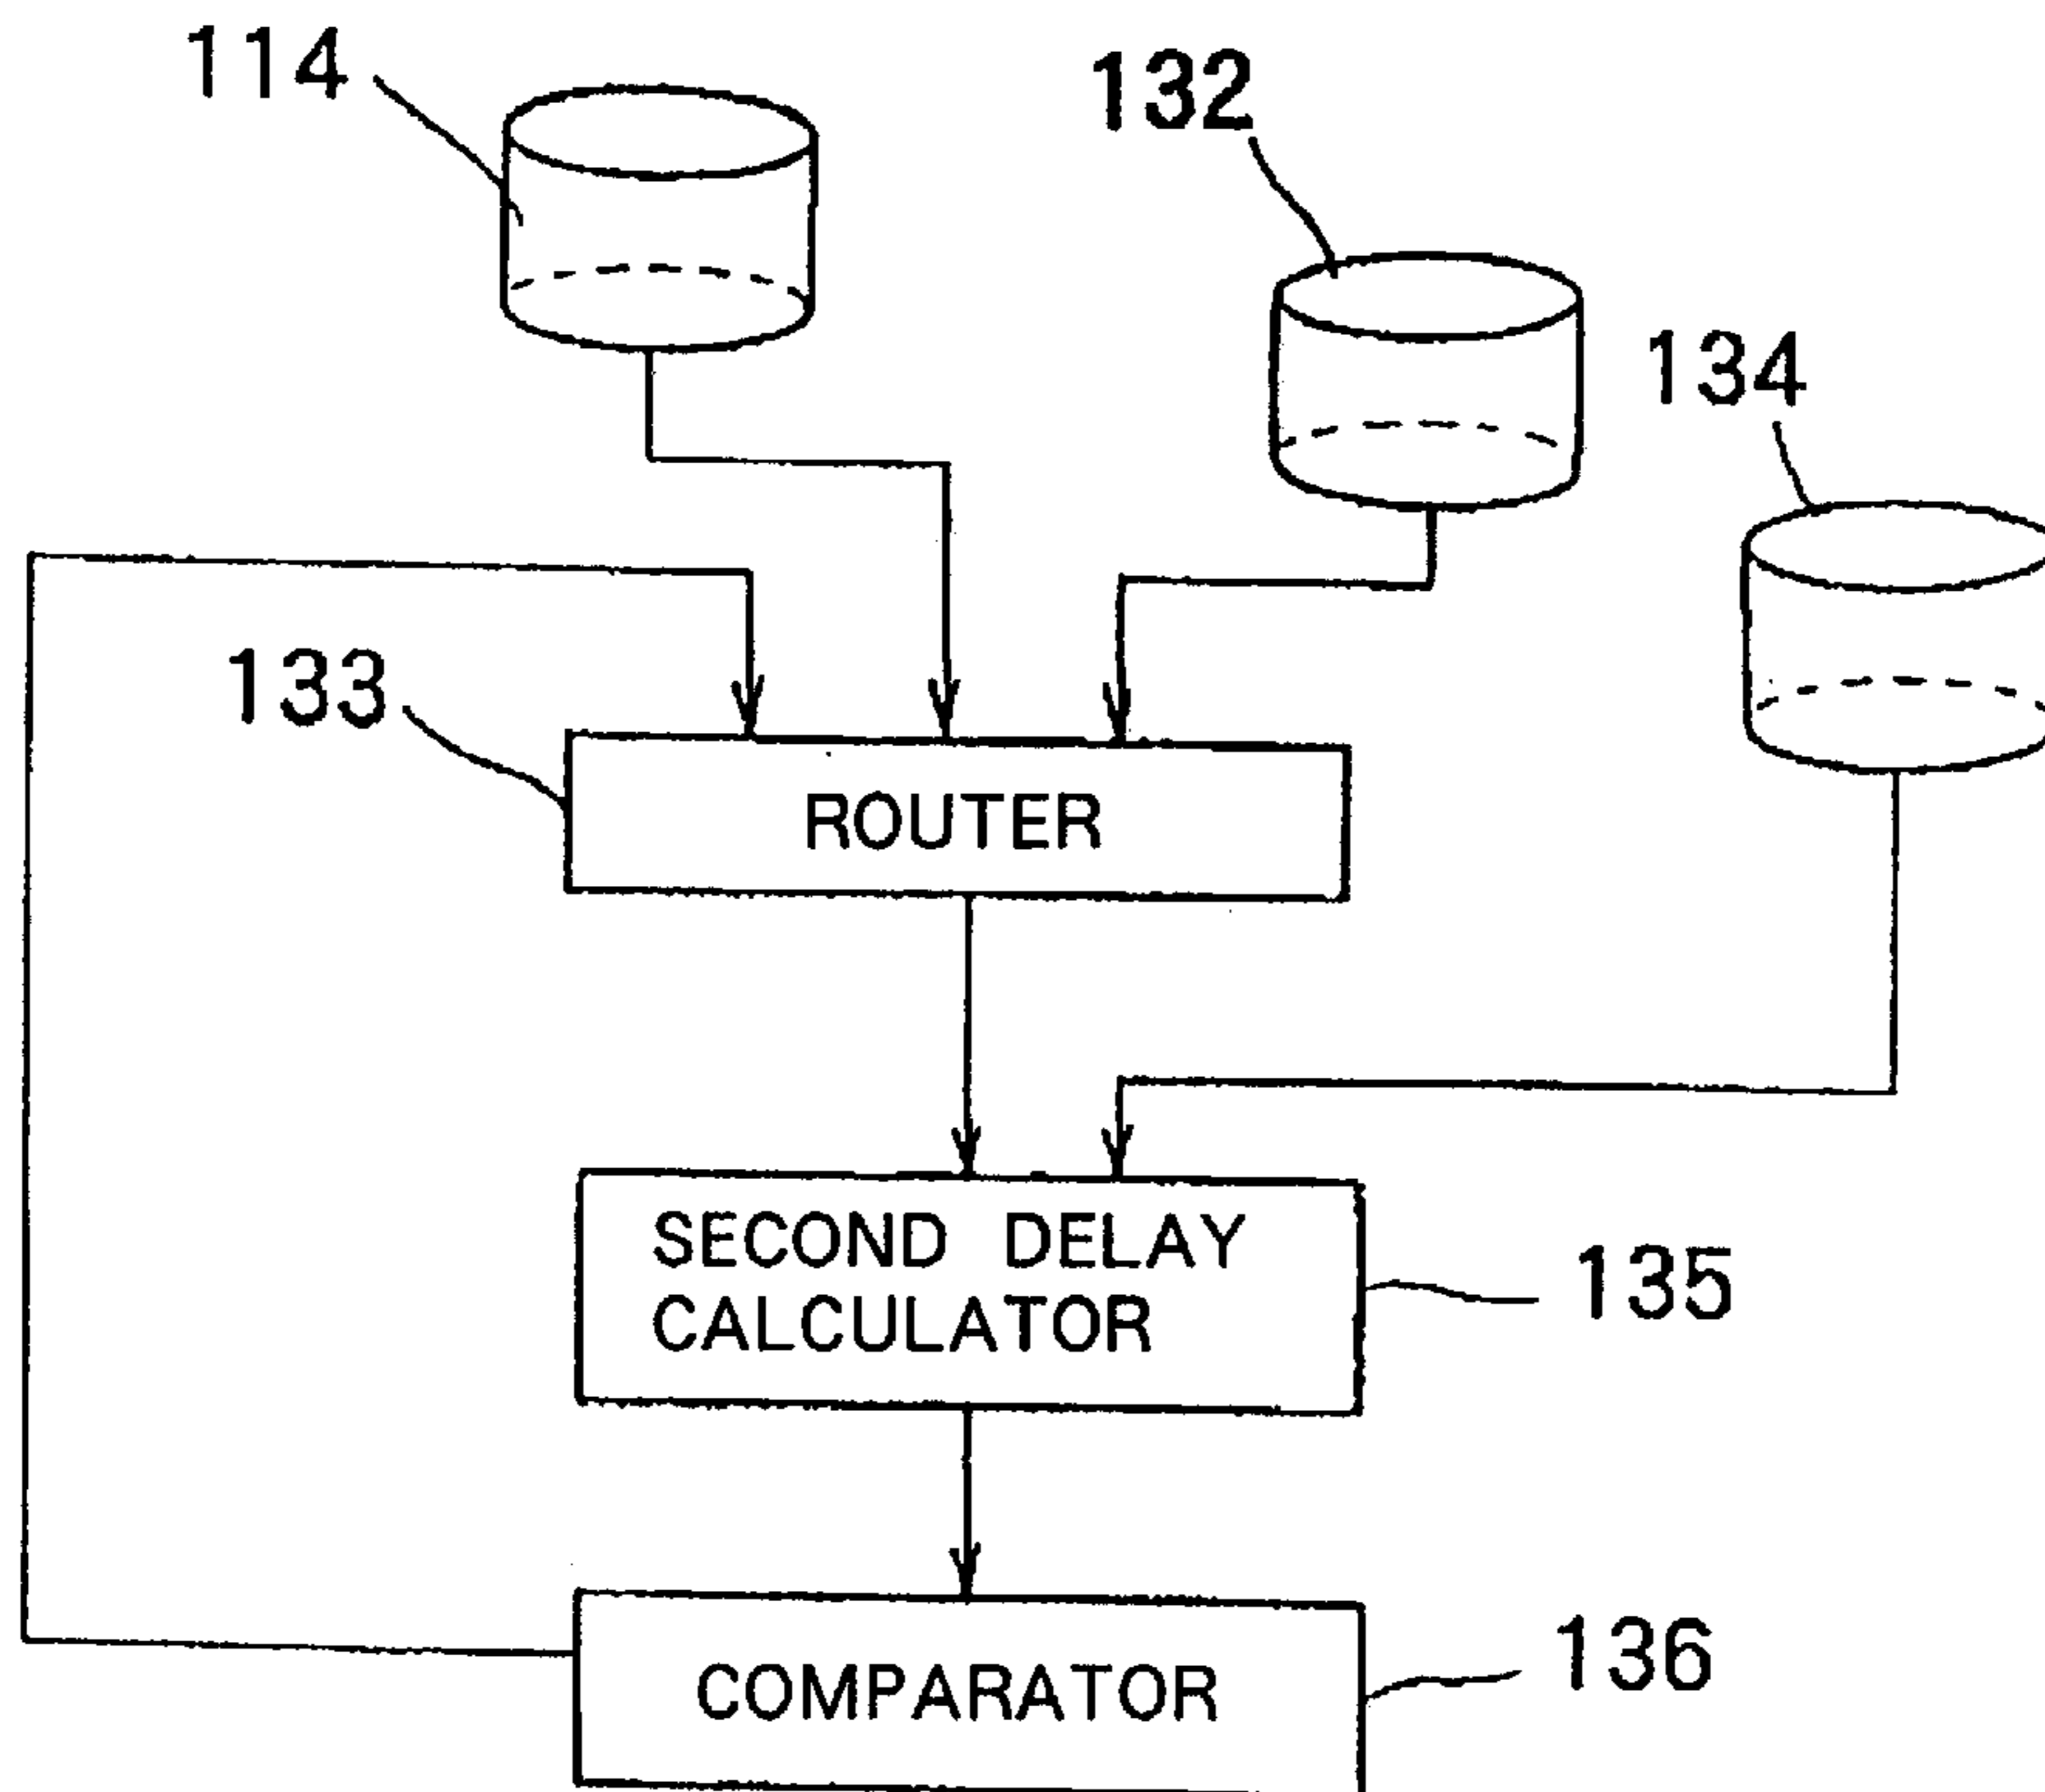 114
132
134
133
ROUTER
SECOND DELAY
CALCULATOR
135
COMPARATOR
136